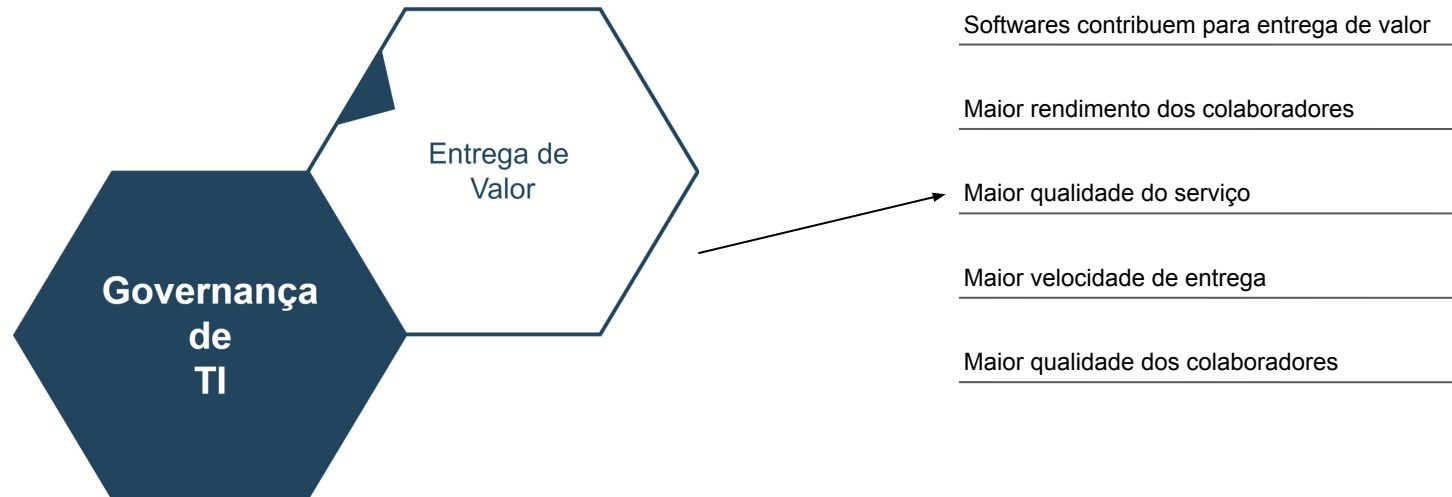 Softwares contribuem para entrega de valor
Maior rendimento dos colaboradores
Entrega de
Valor
Maior qualidade do serviço
Governança
de
TI
Maior velocidade de entrega
Maior qualidade dos colaboradores